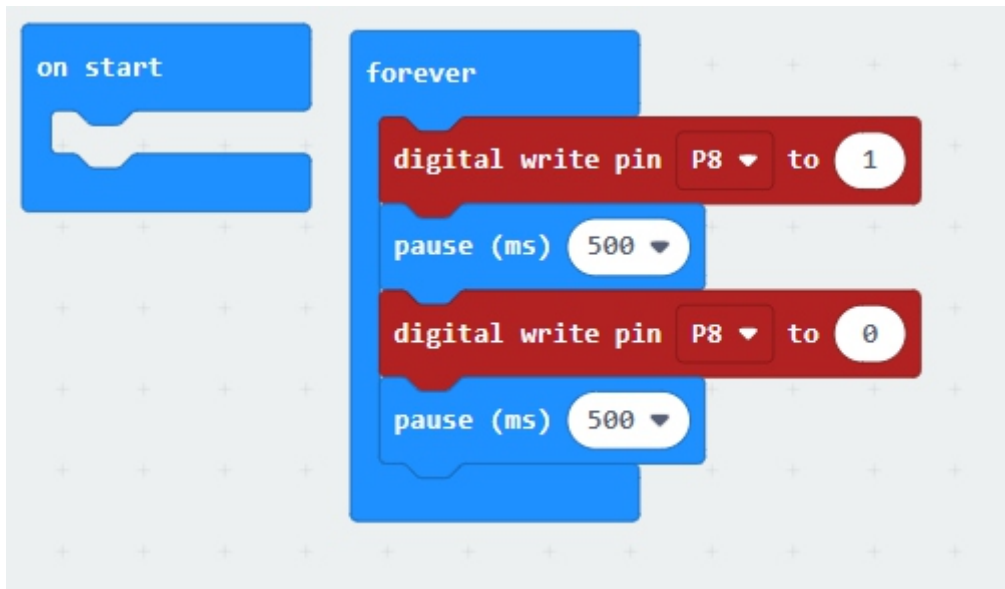 on start
forever
digital write pin P8 to 1
pause (ms) 500
digital write pin P8 to 0
pause (ms) 500